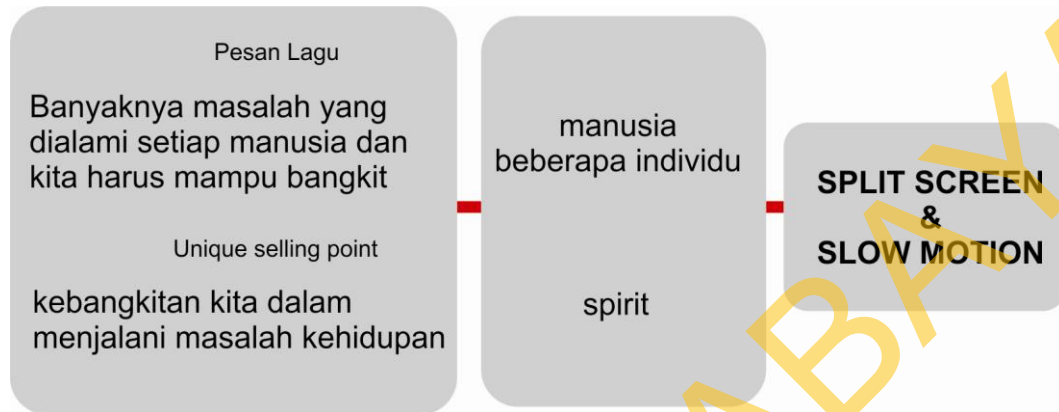 Pesan Lagu
Banyaknya masalah yang
dialami setiap manusia dan
kita harus mampu bangkit
Unique selling point
kebangkitan kita dalam
menjalani masalah kehidupan
manusia
beberapa individu
spirit
SPLIT SCREEN
&
SLOW MOTION
ABAY